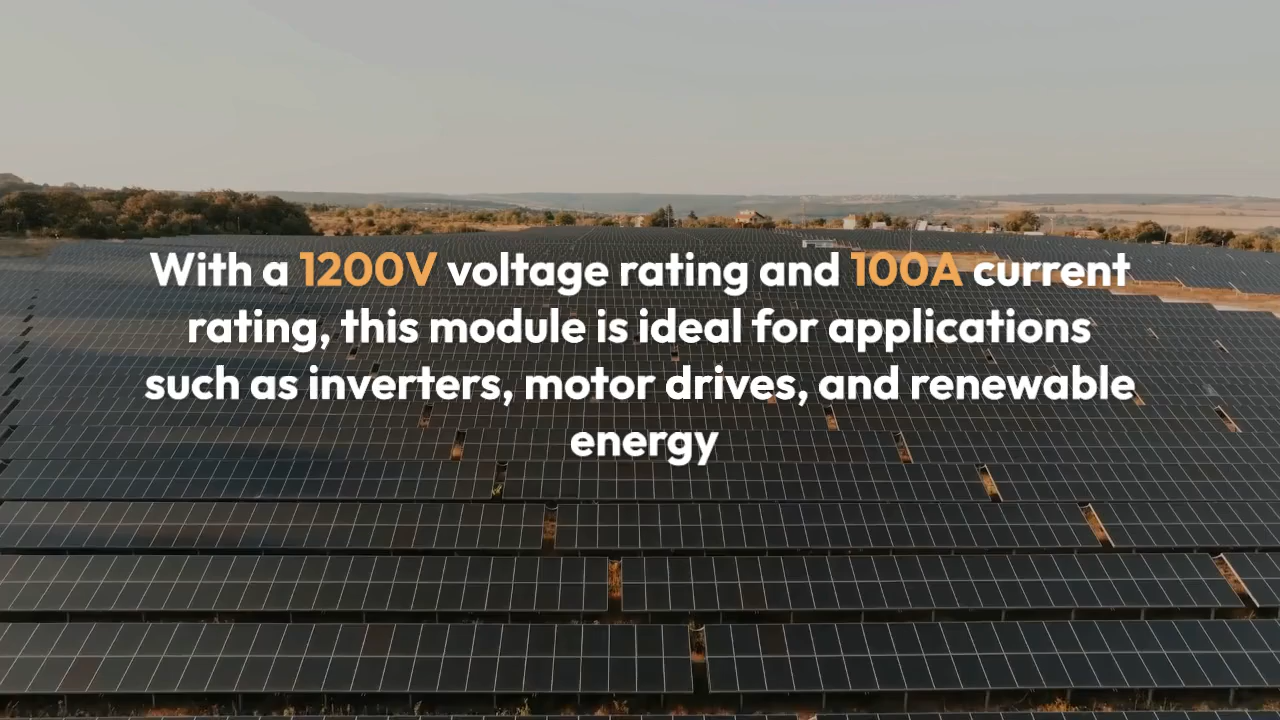 With a 1200V voltage rating and 100A current
rating, this module is ideal for applications
such as inverters, motor drives, and renewable
energy